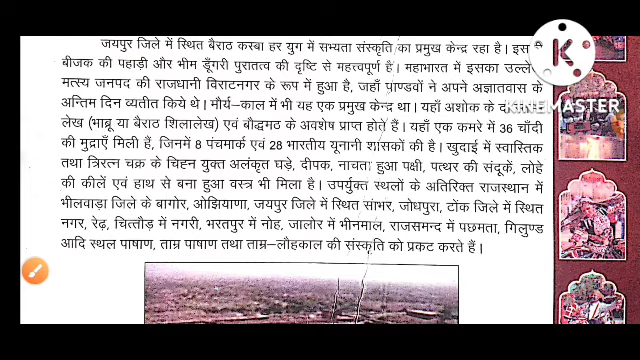 जयपुर जिले में स्थित बैराठ कस्बा हर युग में सभ्यता संस्कृति का प्रमुख केन्द्र रहा है। इस
बीजक की पहाड़ी और भीम डूँगरी पुरातत्व की दृष्टि से महत्वपूर्ण है। महाभारत में इसका
मत्स्य जनपद की राजधानी विराटनगर के रूप में हुआ है, जहाँ पाण्डवों ने अपने अज्ञातवास के
अन्तिम दिन व्यतीत किये थे। मौर्य–काल में भी यह एक प्रमुख केन्द्र था। यहाँ अशोक के
लेख (भाब्रू या बैराठ शिलालेख) एवं बौद्धमठ के अवशेष प्राप्त होते हैं। यहाँ एक कमरे में 36 चाँदी
की मुद्राएँ मिली हैं, जिनमें 8 पंचमार्क एवं 28 भारतीय यूनानी शासकों की है। खुदाई में स्वास्तिक
तथा त्रिरत्न चक्र के चिह्न युक्त अलंकृत घड़े, दीपक, नाचता हुआ पक्षी, पत्थर की संदूकें, लोहे
की कीलें एवं हाथ से बना हुआ वस्त्र भी मिला है। उपर्युक्त स्थलों के अतिरिक्त राजस्थान में
भीलवाड़ा जिले के बागोर, ओझियाणा, जयपुर जिले में स्थित सांभर, जोधपुरा, टोंक जिले में स्थित
नगर, रेढ़, चित्तौड़ में नगरी, भरतपुर में नोह, जालोर में भीनमाल, राजसमन्द में पछमता, गिलुण्ड
आदि स्थल पाषाण, ताम्र पाषाण तथा ताम्र–लौहकाल की संस्कृति को प्रकट करते हैं।
KINEMASTER